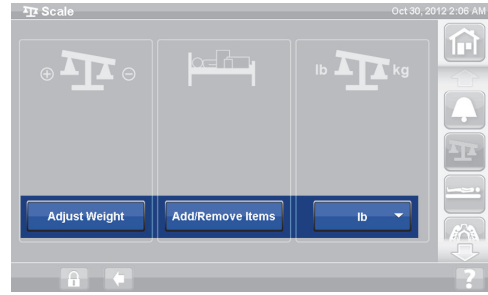 Scale
Oct 30, 2012 2:06 AM
lb kg
Adjust Weight
Add/Remove Items
lb
?